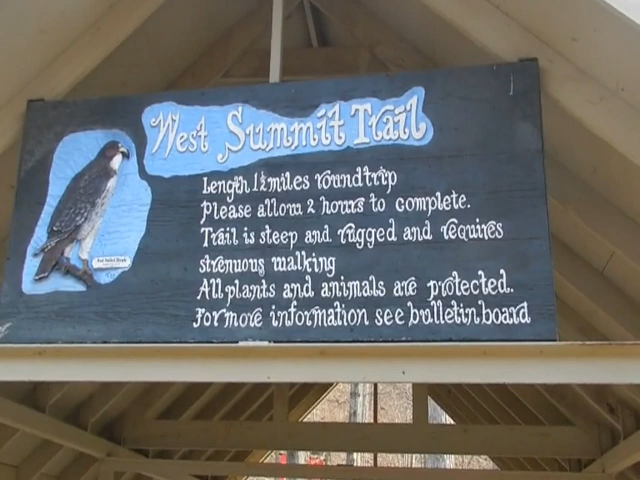 West Summit Trail
Length 1½ miles roundtrip
Please allow 2 hours to complete.
Trail is steep and rugged and requires
strenuous walking
All plants and animals are protected.
For more information see bulletin board